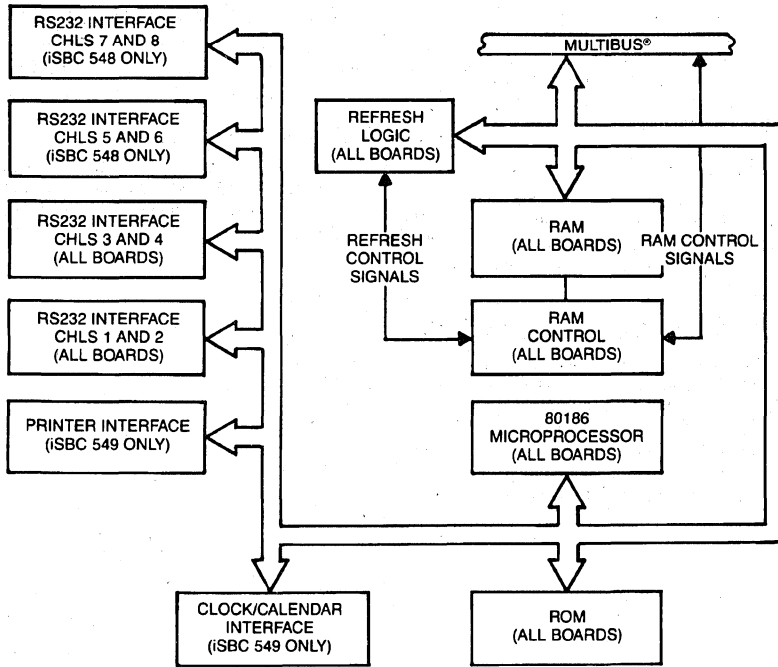 RS232 INTERFACE
CHLS 7 AND 8
(iSBC 548 ONLY)
RS232 INTERFACE
CHLS 5 AND 6
(iSBC 548 ONLY)
RS232 INTERFACE
CHLS 3 AND 4
(ALL BOARDS)
RS232 INTERFACE
CHLS 1 AND 2
(ALL BOARDS)
PRINTER INTERFACE
(iSBC 549 ONLY)
CLOCK/CALENDAR
INTERFACE
(iSBC 549 ONLY)
MULTIBUS®
REFRESH
LOGIC
(ALL BOARDS)
REFRESH
CONTROL
SIGNALS
RAM
(ALL BOARDS)
RAM CONTROL
SIGNALS
RAM
CONTROL
(ALL BOARDS)
80186
MICROPROCESSOR
(ALL BOARDS)
ROM
(ALL BOARDS)